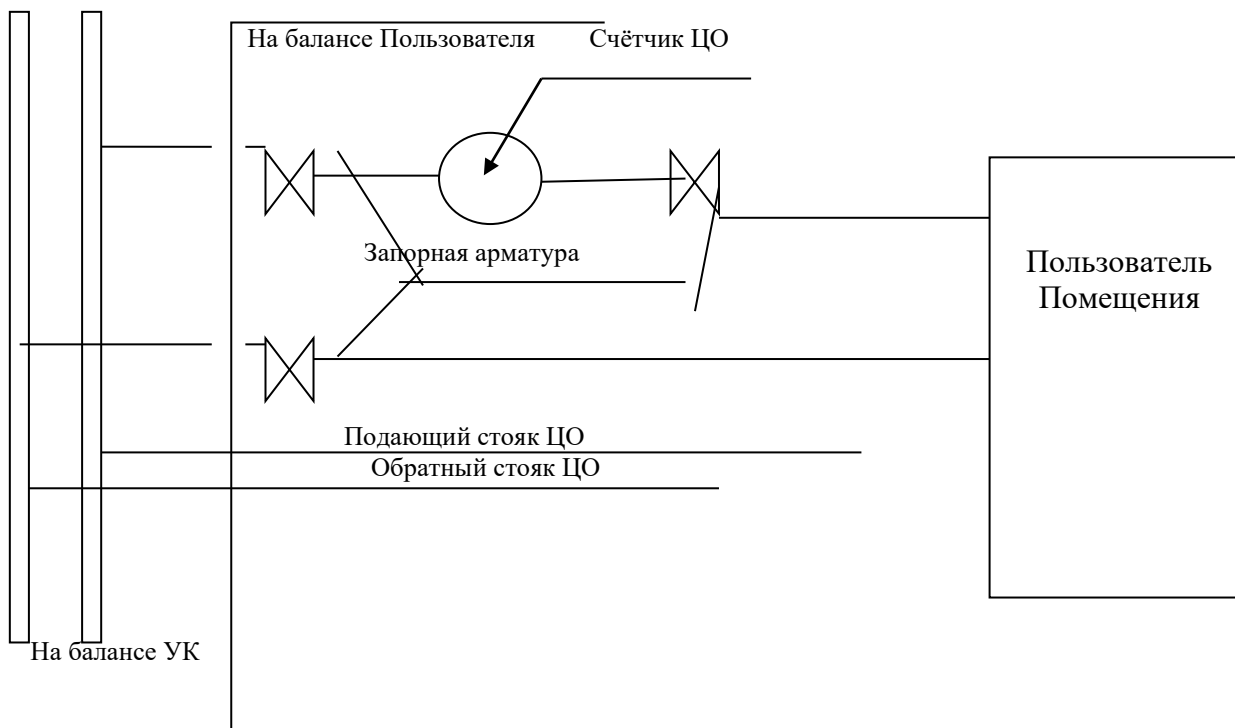 На балансе Пользователя
Счётчик ЦО
Запорная арматура
Пользователь
Помещения
Подающий стояк ЦО
Обратный стояк ЦО
На балансе УК